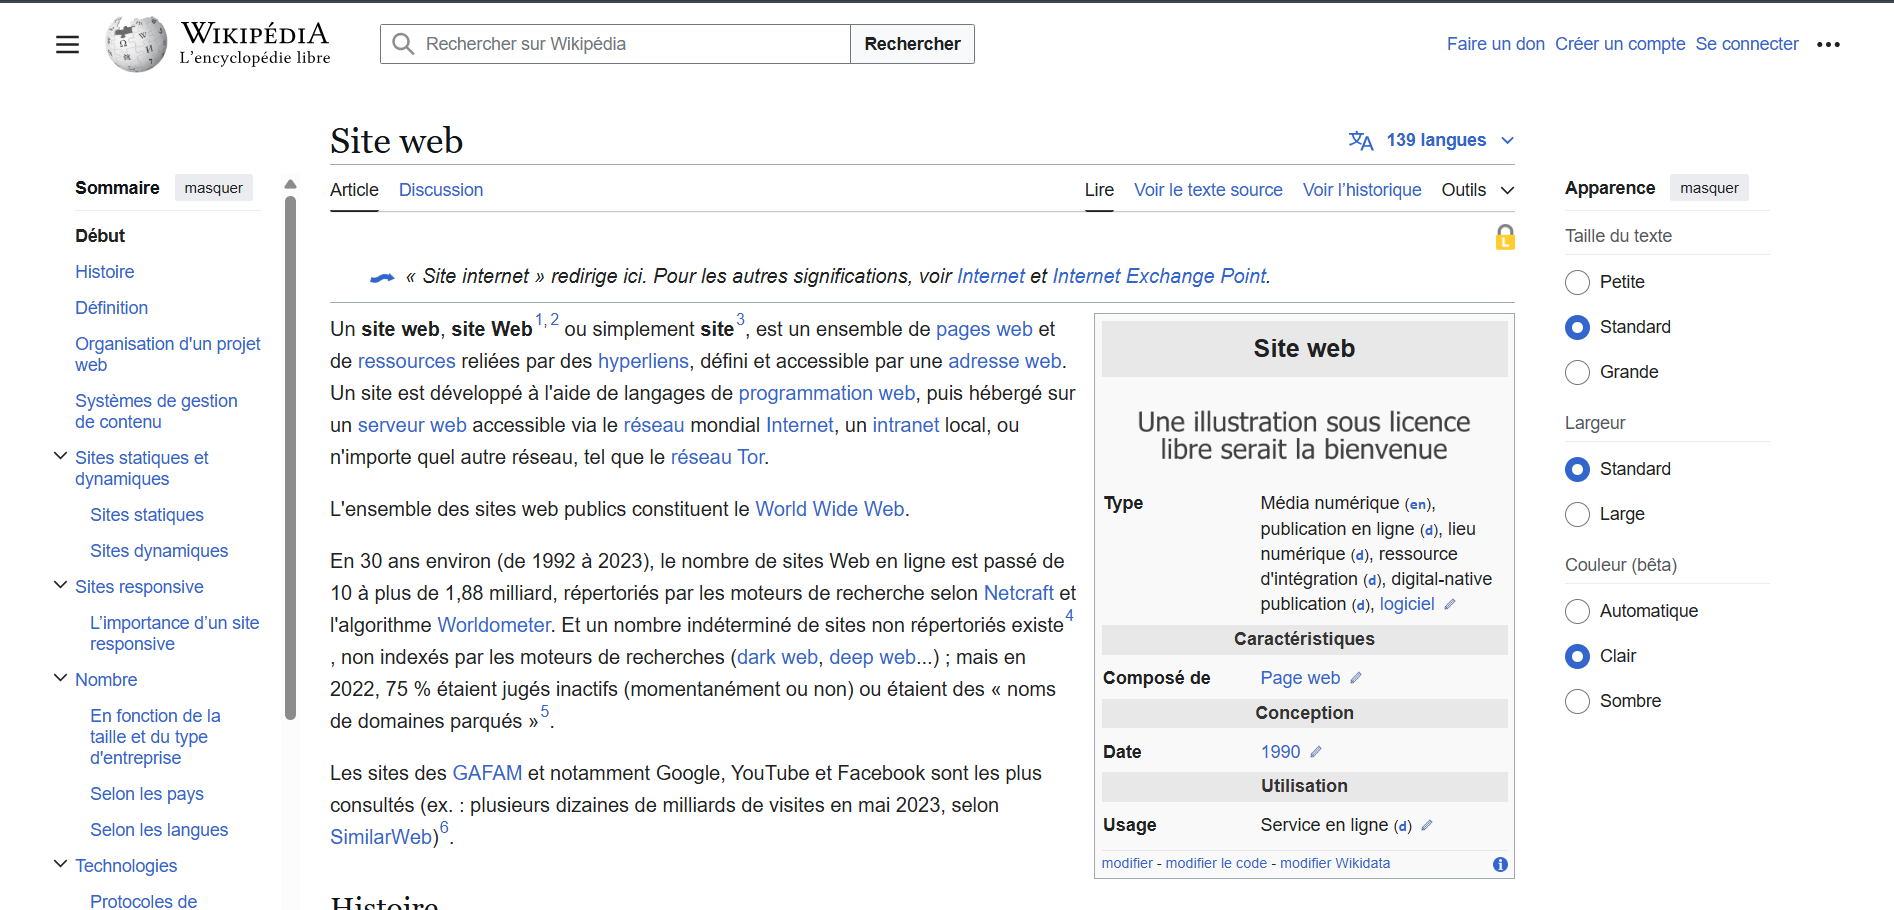 WIKIPÉDIA
L'encyclopédie libre
Rechercher sur Wikipédia
Rechercher
Faire un don
Créer un compte
Se connecter
Site web
139 langues
Sommaire
masquer
Début
Histoire
Définition
Organisation d'un projet
web
Systèmes de gestion
de contenu
Sites statiques et
dynamiques
Sites statiques
Sites dynamiques
Sites responsive
L’importance d’un site
responsive
Nombre
En fonction de la
taille et du type
d'entreprise
Selon les pays
Selon les langues
Technologies
Protocoles de
Article
Discussion
Lire
Voir le texte source
Voir l’historique
Outils
L
« Site internet » redirige ici. Pour les autres significations, voir Internet et Internet Exchange Point.
Un site web, site Web1, 2 ou simplement site3, est un ensemble de pages web et
de ressources reliées par des hyperliens, défini et accessible par une adresse web.
Un site est développé à l'aide de langages de programmation web, puis hébergé sur
un serveur web accessible via le réseau mondial Internet, un intranet local, ou
n'importe quel autre réseau, tel que le réseau Tor.
L'ensemble des sites web publics constituent le World Wide Web.
En 30 ans environ (de 1992 à 2023), le nombre de sites Web en ligne est passé de
10 à plus de 1,88 milliard, répertoriés par les moteurs de recherche selon Netcraft et
l'algorithme Worldometer. Et un nombre indéterminé de sites non répertoriés existe4
, non indexés par les moteurs de recherches (dark web, deep web...) ; mais en
2022, 75 % étaient jugés inactifs (momentanément ou non) ou étaient des « noms
de domaines parqués »5.
Les sites des GAFAM et notamment Google, YouTube et Facebook sont les plus
consultés (ex. : plusieurs dizaines de milliards de visites en mai 2023, selon
SimilarWeb)6.
Histoire
Site web
Une illustration sous licence
libre serait la bienvenue
Type
Média numérique (en),
publication en ligne (d), lieu
numérique (d), ressource
d'intégration (d), digital-native
publication (d), logiciel
Caractéristiques
Composé de
Page web
Conception
Date
1990
Utilisation
Usage
Service en ligne (d)
modifier - modifier le code - modifier Wikidata
Apparence
masquer
Taille du texte
Petite
Standard
Grande
Largeur
Standard
Large
Couleur (bêta)
Automatique
Clair
Sombre